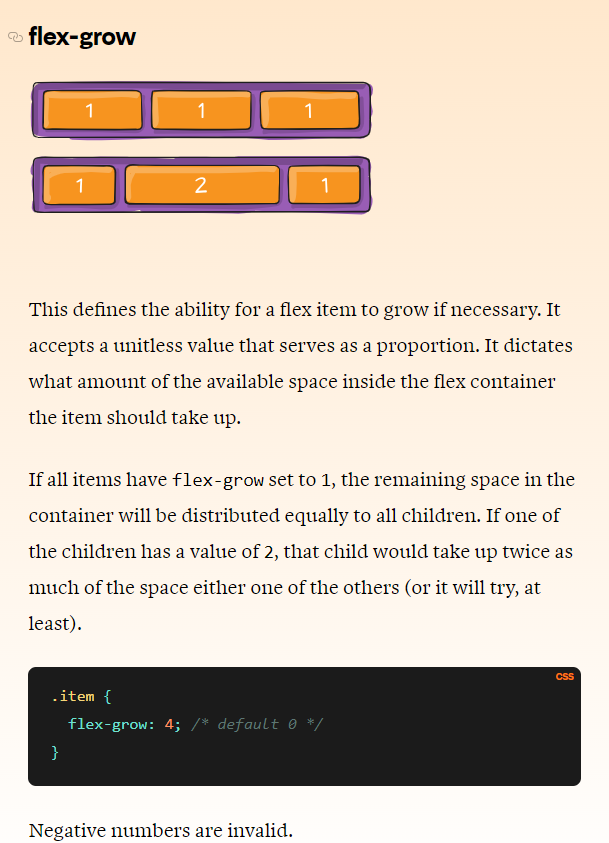 flex-grow
1 1 1
1 2 1
This defines the ability for a flex item to grow if necessary. It
accepts a unitless value that serves as a proportion. It dictates
what amount of the available space inside the flex container
the item should take up.
If all items have flex-grow set to 1, the remaining space in the
container will be distributed equally to all children. If one of
the children has a value of 2, that child would take up twice as
much of the space either one of the others (or it will try, at
least).
CSS
.item {
  flex-grow: 4; /* default 0 */
}
Negative numbers are invalid.